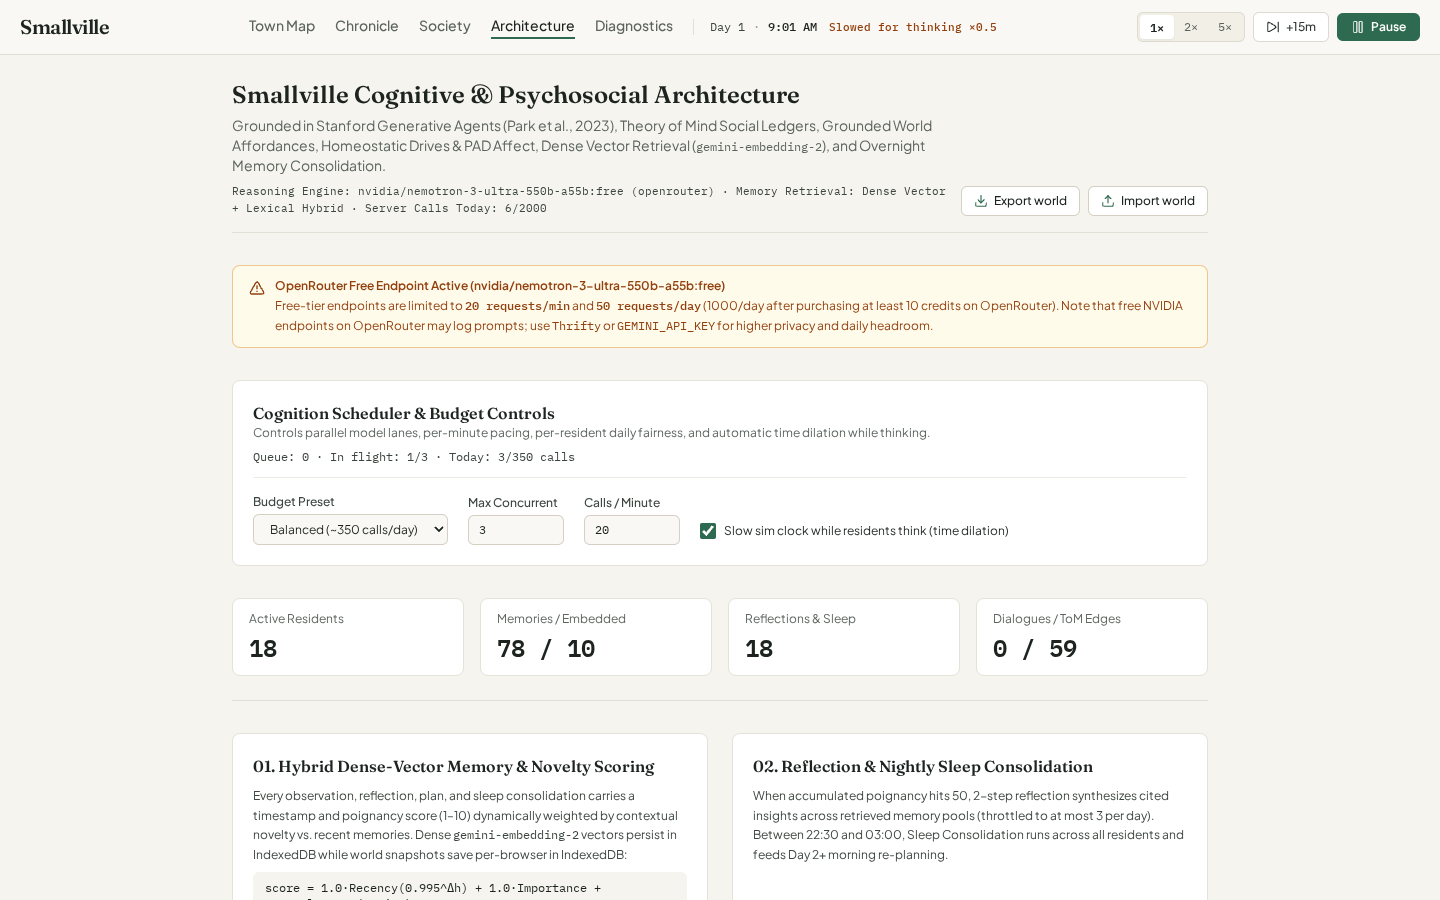 Smallville
Town Map Chronicle Society Architecture Diagnostics Day 1 · 9:01 AM Slowed for thinking ×0.5 1× 2× 5× +15m Pause
Smallville Cognitive & Psychosocial Architecture
Grounded in Stanford Generative Agents (Park et al., 2023), Theory of Mind Social Ledgers, Grounded World
Affordances, Homeostatic Drives & PAD Affect, Dense Vector Retrieval (gemini-embedding-2), and Overnight
Memory Consolidation.
Reasoning Engine: nvidia/nemotron-3-ultra-550b-a55b:free (openrouter) · Memory Retrieval: Dense Vector
+ Lexical Hybrid · Server Calls Today: 6/2000
Export world Import world
OpenRouter Free Endpoint Active (nvidia/nemotron-3-ultra-550b-a55b:free)
Free-tier endpoints are limited to 20 requests/min and 50 requests/day (1000/day after purchasing at least 10 credits on OpenRouter). Note that free NVIDIA
endpoints on OpenRouter may log prompts; use Thrifty or GEMINI_API_KEY for higher privacy and daily headroom.
Cognition Scheduler & Budget Controls
Controls parallel model lanes, per-minute pacing, per-resident daily fairness, and automatic time dilation while thinking.
Queue: 0 · In flight: 1/3 · Today: 3/350 calls
Budget Preset Max Concurrent Calls / Minute
Balanced (~350 calls/day) 3 20 Slow sim clock while residents think (time dilation)
Active Residents
18
Memories / Embedded
78 / 10
Reflections & Sleep
18
Dialogues / ToM Edges
0 / 59
01. Hybrid Dense-Vector Memory & Novelty Scoring
Every observation, reflection, plan, and sleep consolidation carries a
timestamp and poignancy score (1–10) dynamically weighted by contextual
novelty vs. recent memories. Dense gemini-embedding-2 vectors persist in
IndexedDB while world snapshots save per-browser in IndexedDB:
score = 1.0·Recency(0.995^Δh) + 1.0·Importance +
02. Reflection & Nightly Sleep Consolidation
When accumulated poignancy hits 50, 2-step reflection synthesizes cited
insights across retrieved memory pools (throttled to at most 3 per day).
Between 22:30 and 03:00, Sleep Consolidation runs across all residents and
feeds Day 2+ morning re-planning.